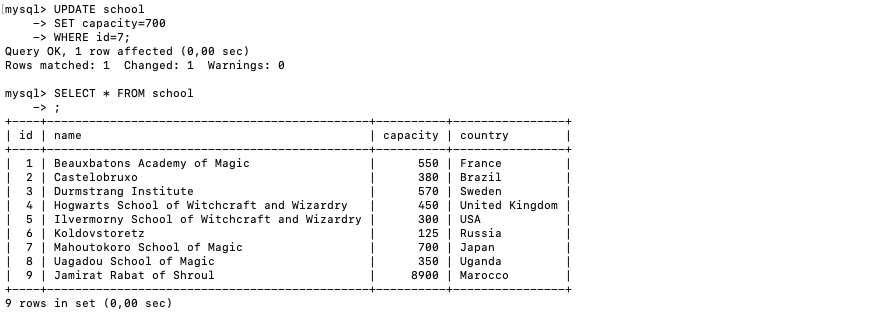 mysql> UPDATE school
    -> SET capacity=700
    -> WHERE id=7;
Query OK, 1 row affected (0,00 sec)
Rows matched: 1  Changed: 1  Warnings: 0

mysql> SELECT * FROM school
    -> ;
+----+----------------------------------------------+----------+----------------+
| id | name                                         | capacity | country        |
+----+----------------------------------------------+----------+----------------+
|  1 | Beauxbatons Academy of Magic                 |      550 | France         |
|  2 | Castelobruxo                                 |      380 | Brazil         |
|  3 | Durmstrang Institute                         |      570 | Sweden         |
|  4 | Hogwarts School of Witchcraft and Wizardry   |      450 | United Kingdom |
|  5 | Ilvermorny School of Witchcraft and Wizardry |      300 | USA            |
|  6 | Koldovstoretz                                |      125 | Russia         |
|  7 | Mahoutokoro School of Magic                  |      700 | Japan          |
|  8 | Uagadou School of Magic                      |      350 | Uganda         |
|  9 | Jamirat Rabat of Shroul                      |     8900 | Marocco        |
+----+----------------------------------------------+----------+----------------+
9 rows in set (0,00 sec)